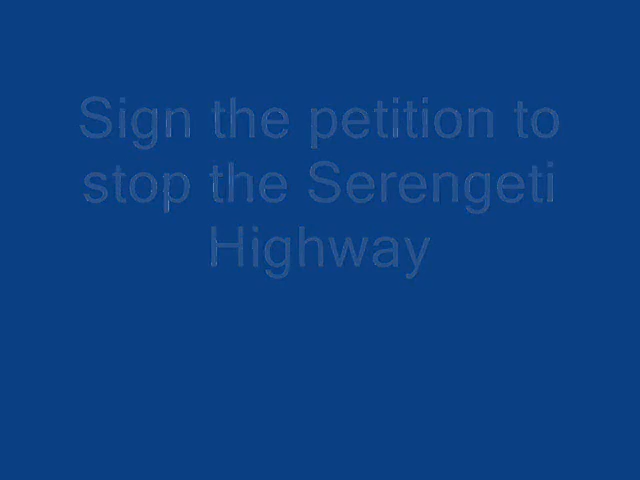 Sign the petition to
stop the Serengeti
Highway